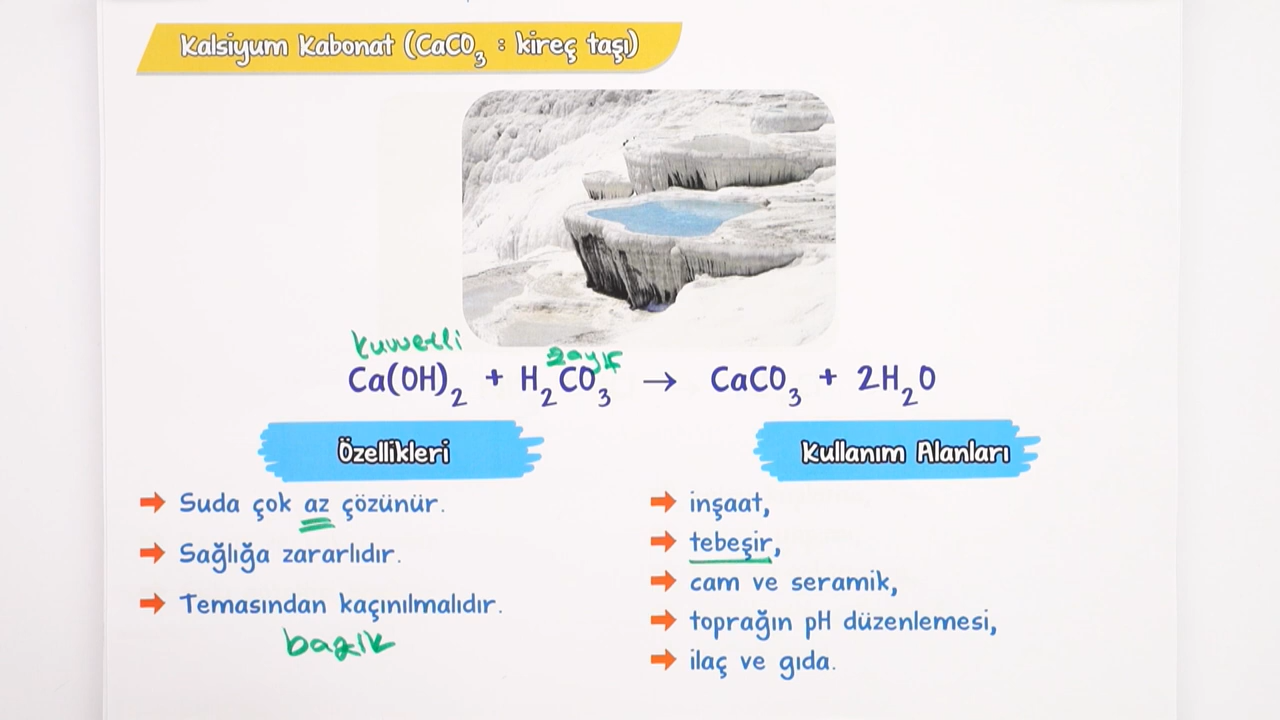 Kalsiyum Kabonat (CaCO₃ : kireç taşı)
kuvvetli
zayıf
Ca(OH)₂ + H₂CO₃ → CaCO₃ + 2H₂O
Özellikleri
Suda çok az çözünür.
Sağlığa zararlıdır.
Temasından kaçınılmalıdır.
bazik
Kullanım Alanları
inşaat,
tebeşir,
cam ve seramik,
toprağın pH düzenlemesi,
ilaç ve gıda.